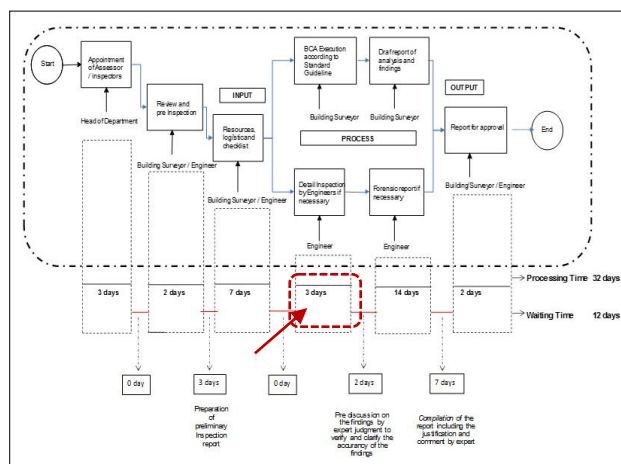 Start
Appointment
of Assessor
/ inspectors
Head of Department
Review and
pre Inspection
Building Surveyor / Engineer
INPUT
Resources,
logistic and
checklist
Building Surveyor / Engineer
BCA Execution
according to
Standard
Guideline
Building Surveyor
Draf report of
analysis and
findings
Building Surveyor
PROCESS
Detail Inspection
by Engineers if
necessary
Engineer
Forensic report if
necessary
Engineer
OUTPUT
Report for approval
Building Surveyor / Engineer
End
3 days
2 days
7 days
3 days
14 days
2 days
Processing Time 32 days
Waiting Time 12 days
0 day
3 days
Preparation
of
preliminary
Inspection
report
0 day
2 days
Pre discussion on
the findings by
expert judgment to
verify and clarify the
accurancy of the
findings
7 days
Compilation of the
report including the
justification and
comment by expert